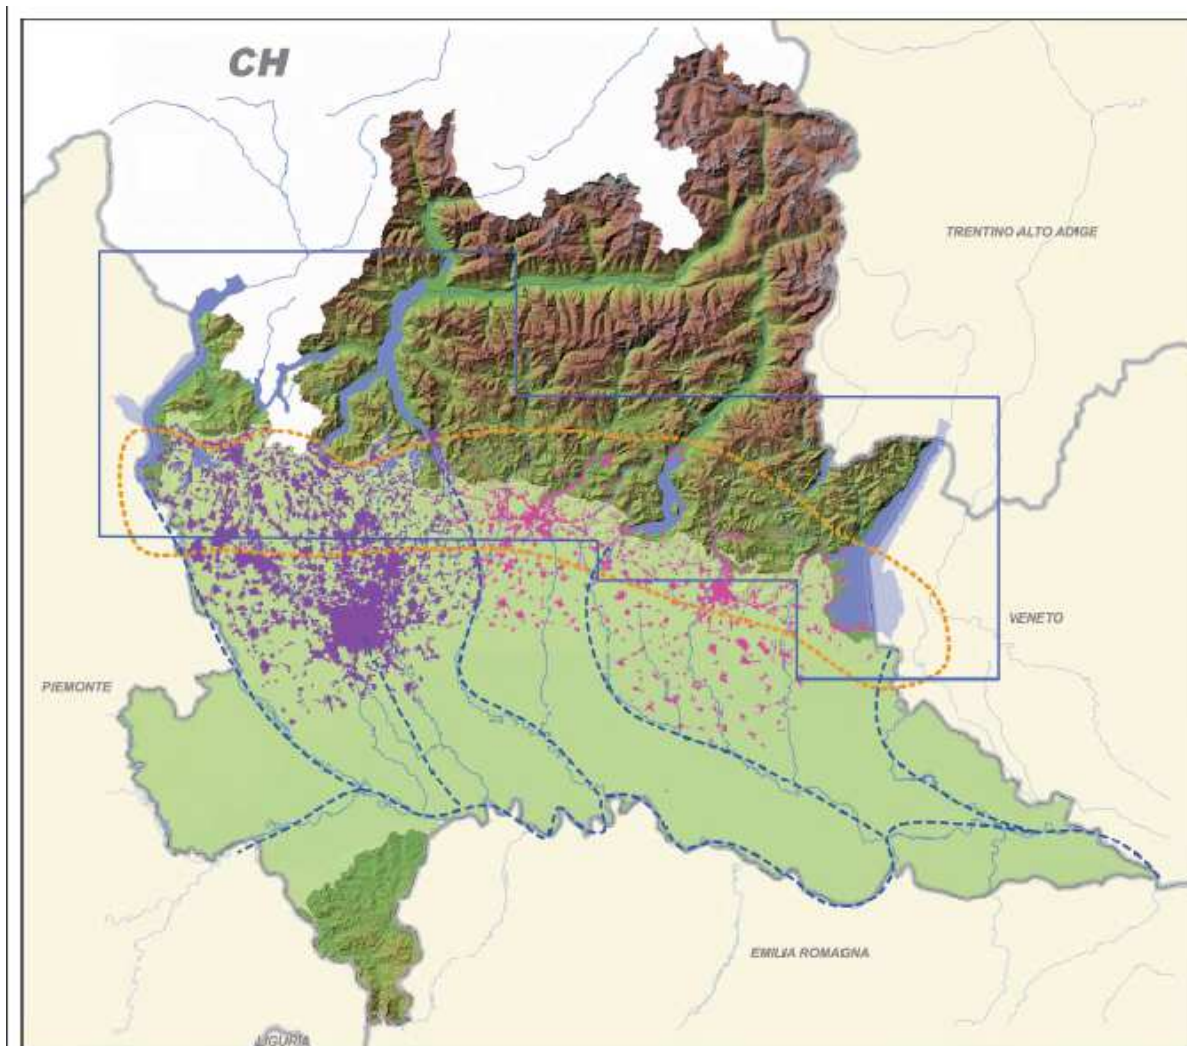 CH
TRENTINO ALTO ADIGE
VENETO
PIEMONTE
EMILIA ROMAGNA
LIGURIA